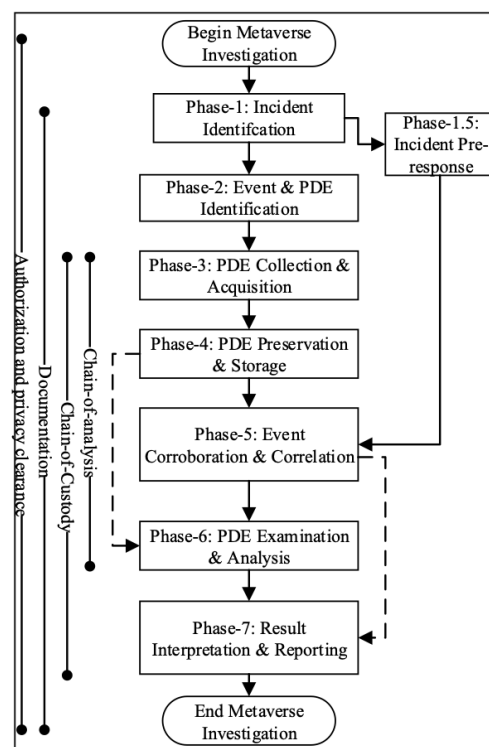 Begin Metaverse
Investigation
Phase-1: Incident
Identifcation
Phase-1.5:
Incident Pre-
response
Phase-2: Event & PDE
Identification
Phase-3: PDE Collection &
Acquisition
Phase-4: PDE Preservation
& Storage
Phase-5: Event
Corroboration & Correlation
Phase-6: PDE Examination
& Analysis
Phase-7: Result
Interpretation & Reporting
End Metaverse
Investigation
Authorization and privacy clearance
Documentation
Chain-of-Custody
Chain-of-analysis